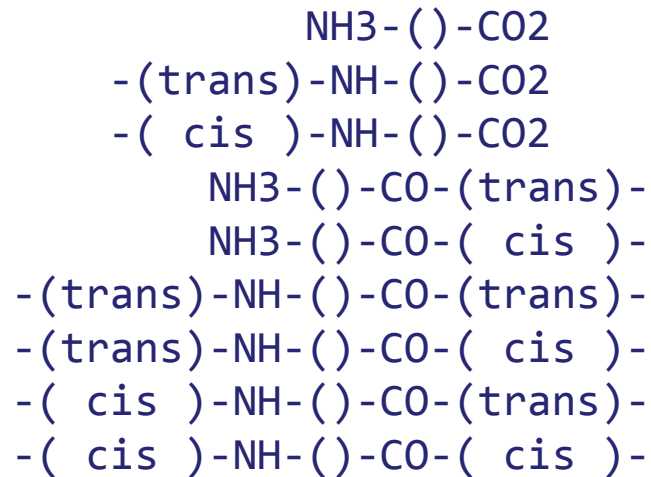 NH3-()-CO2
-(trans)-NH-()-CO2
-( cis )-NH-()-CO2
NH3-()-CO-(trans)-
NH3-()-CO-( cis )-
-(trans)-NH-()-CO-(trans)-
-(trans)-NH-()-CO-( cis )-
-( cis )-NH-()-CO-(trans)-
-( cis )-NH-()-CO-( cis )-